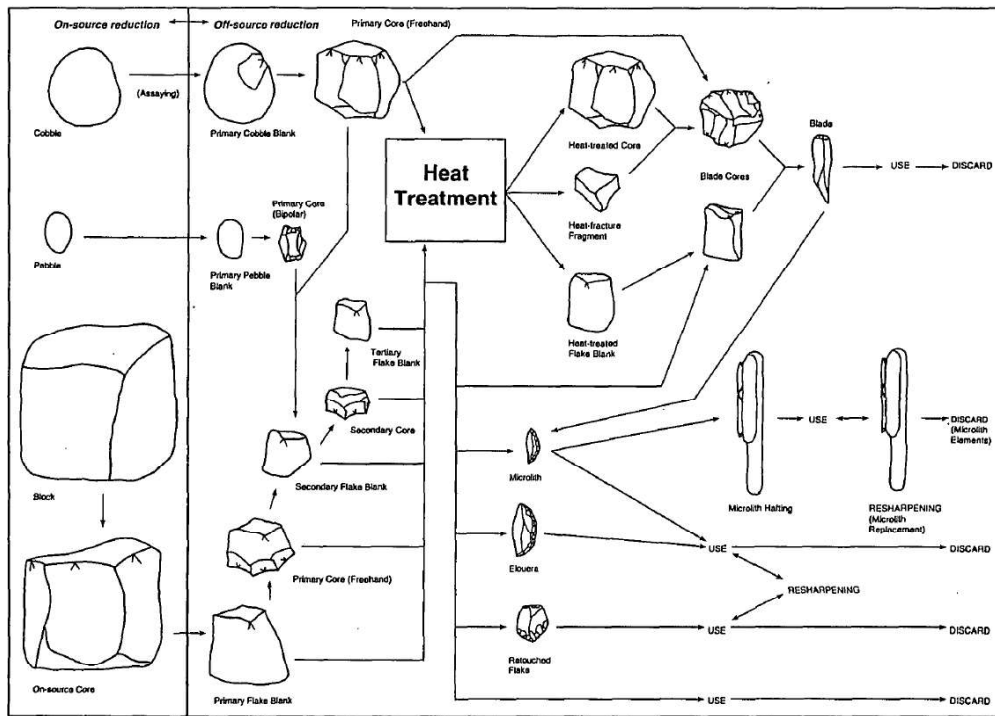 On-source reduction
Off-source reduction
Primary Core (Freehand)
(Assaying)
Cobble
Primary Cobble Blank
Heat
Treatment
Heat-treated Core
Blade
USE
DISCARD
Blade Cores
Heat-fracture
Fragment
Primary Core
(Bipolar)
Pebble
Primary Pebble
Blank
Heat-treated
Flake Blank
Tertiary
Flake Blank
Secondary Core
Secondary Flake Blank
Block
Microlith
USE
DISCARD
(Microlith
Elements)
Microlith Hafting
RESHARPENING
(Microlith
Replacement)
Elouera
USE
DISCARD
Primary Core (Freehand)
RESHARPENING
Retouched
Flake
USE
DISCARD
On-source Core
Primary Flake Blank
USE
DISCARD